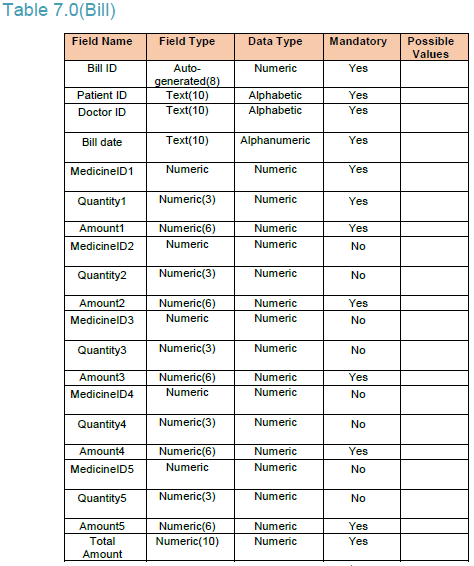 Table 7.0(Bill)
Field Name Field Type Data Type Mandatory Possible
Values
Bill ID Auto-
generated(8) Numeric Yes
Patient ID Text(10) Alphabetic Yes
Doctor ID Text(10) Alphabetic Yes
Bill date Text(10) Alphanumeric Yes
MedicineID1 Numeric Numeric Yes
Quantity1 Numeric(3) Numeric Yes
Amount1 Numeric(6) Numeric Yes
MedicineID2 Numeric Numeric No
Quantity2 Numeric(3) Numeric No
Amount2 Numeric(6) Numeric Yes
MedicineID3 Numeric Numeric No
Quantity3 Numeric(3) Numeric No
Amount3 Numeric(6) Numeric Yes
MedicineID4 Numeric Numeric No
Quantity4 Numeric(3) Numeric No
Amount4 Numeric(6) Numeric Yes
MedicineID5 Numeric Numeric No
Quantity5 Numeric(3) Numeric No
Amount5 Numeric(6) Numeric Yes
Total
Amount Numeric(10) Numeric Yes